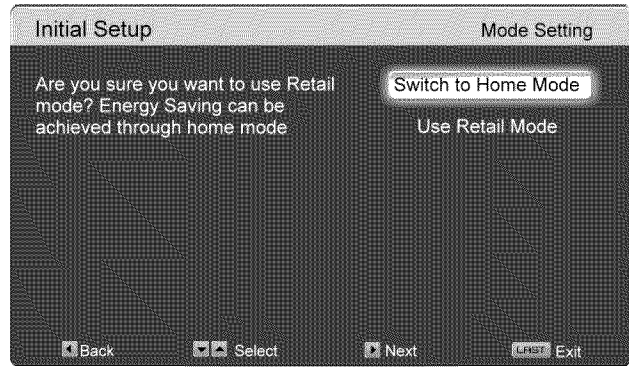 Initial Setup
Mode Setting
Are you sure you want to use Retail
mode? Energy Saving can be
achieved through home mode
Switch to Home Mode
Use Retail Mode
Back
Select
Next
LAST Exit